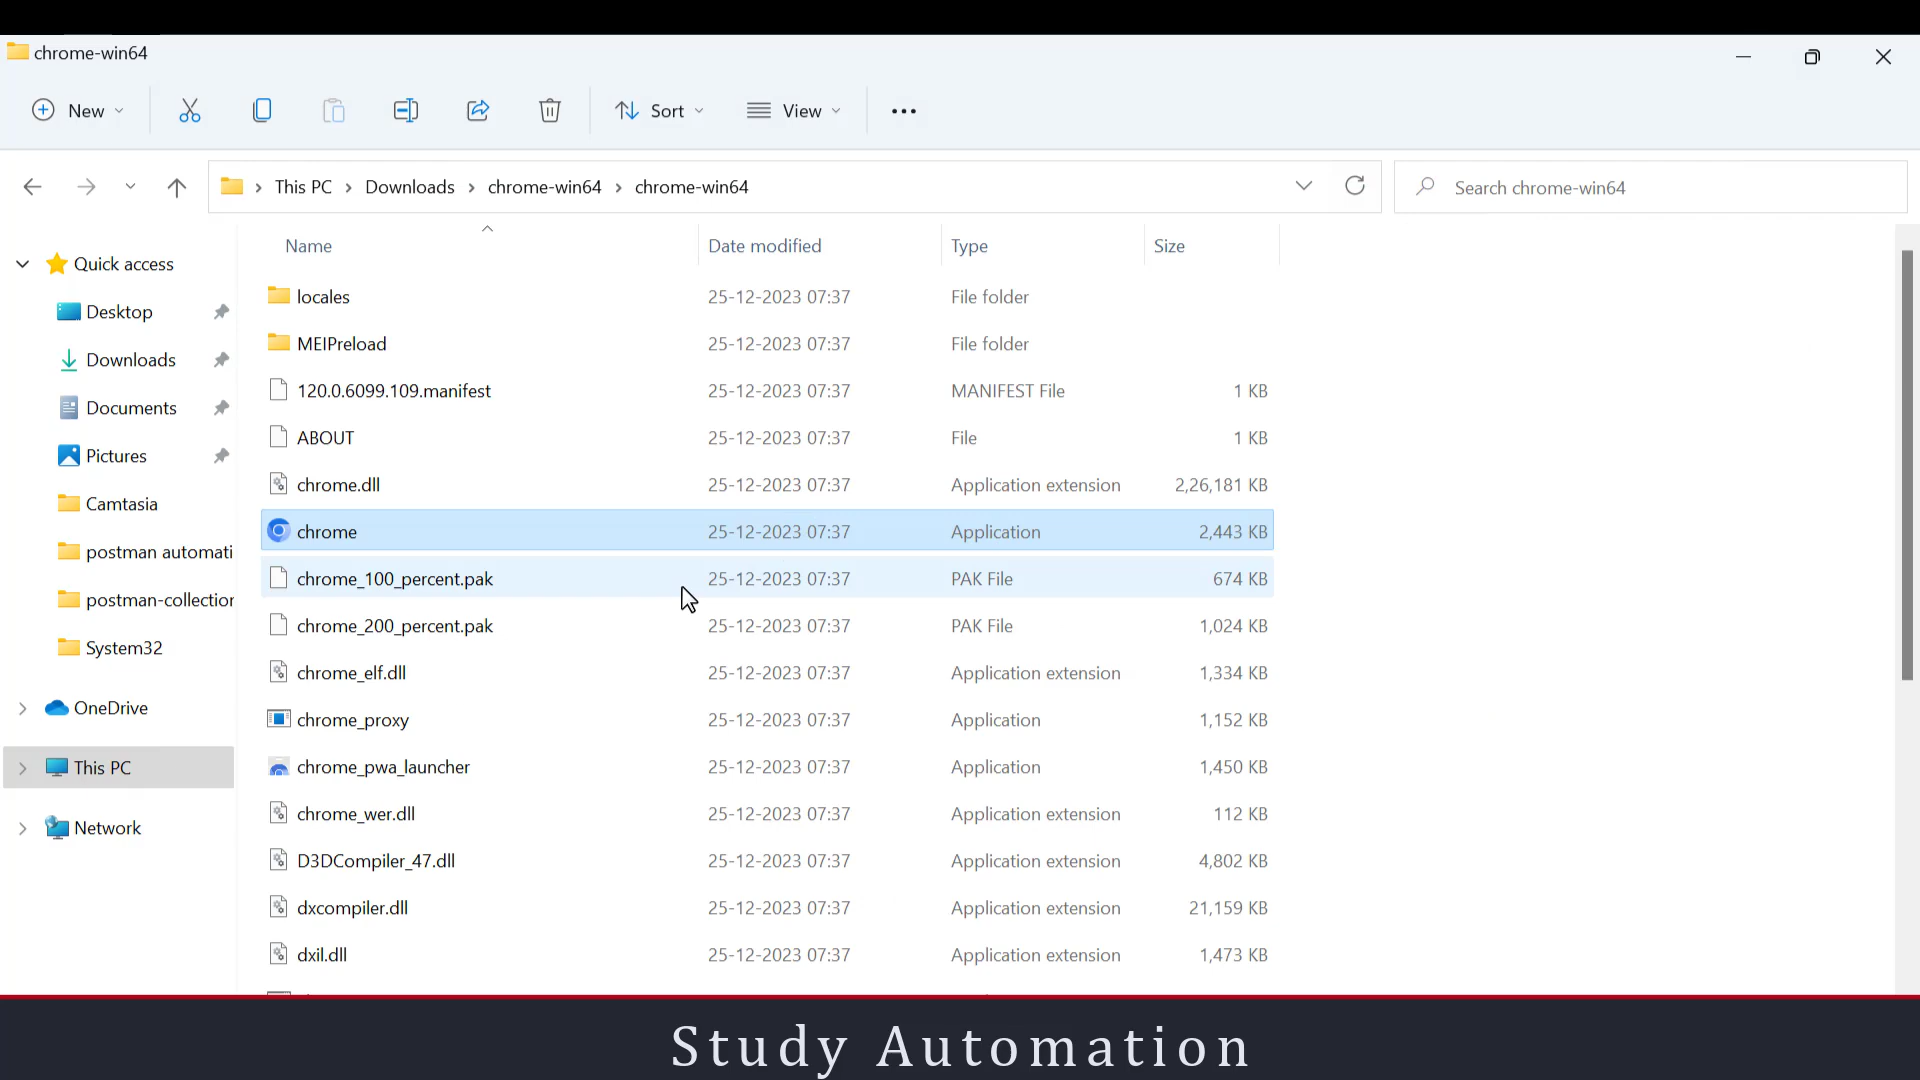 chrome-win64
New
Sort
View
This PC > Downloads > chrome-win64 > chrome-win64
Search chrome-win64
Name Date modified Type Size
Quick access
Desktop
Downloads
Documents
Pictures
Camtasia
postman automati
postman-collection
System32
OneDrive
This PC
Network
locales 25-12-2023 07:37 File folder
MEIPreload 25-12-2023 07:37 File folder
120.0.6099.109.manifest 25-12-2023 07:37 MANIFEST File 1 KB
ABOUT 25-12-2023 07:37 File 1 KB
chrome.dll 25-12-2023 07:37 Application extension 2,26,181 KB
chrome 25-12-2023 07:37 Application 2,443 KB
chrome_100_percent.pak 25-12-2023 07:37 PAK File 674 KB
chrome_200_percent.pak 25-12-2023 07:37 PAK File 1,024 KB
chrome_elf.dll 25-12-2023 07:37 Application extension 1,334 KB
chrome_proxy 25-12-2023 07:37 Application 1,152 KB
chrome_pwa_launcher 25-12-2023 07:37 Application 1,450 KB
chrome_wer.dll 25-12-2023 07:37 Application extension 112 KB
D3DCompiler_47.dll 25-12-2023 07:37 Application extension 4,802 KB
dxcompiler.dll 25-12-2023 07:37 Application extension 21,159 KB
dxil.dll 25-12-2023 07:37 Application extension 1,473 KB
Study Automation